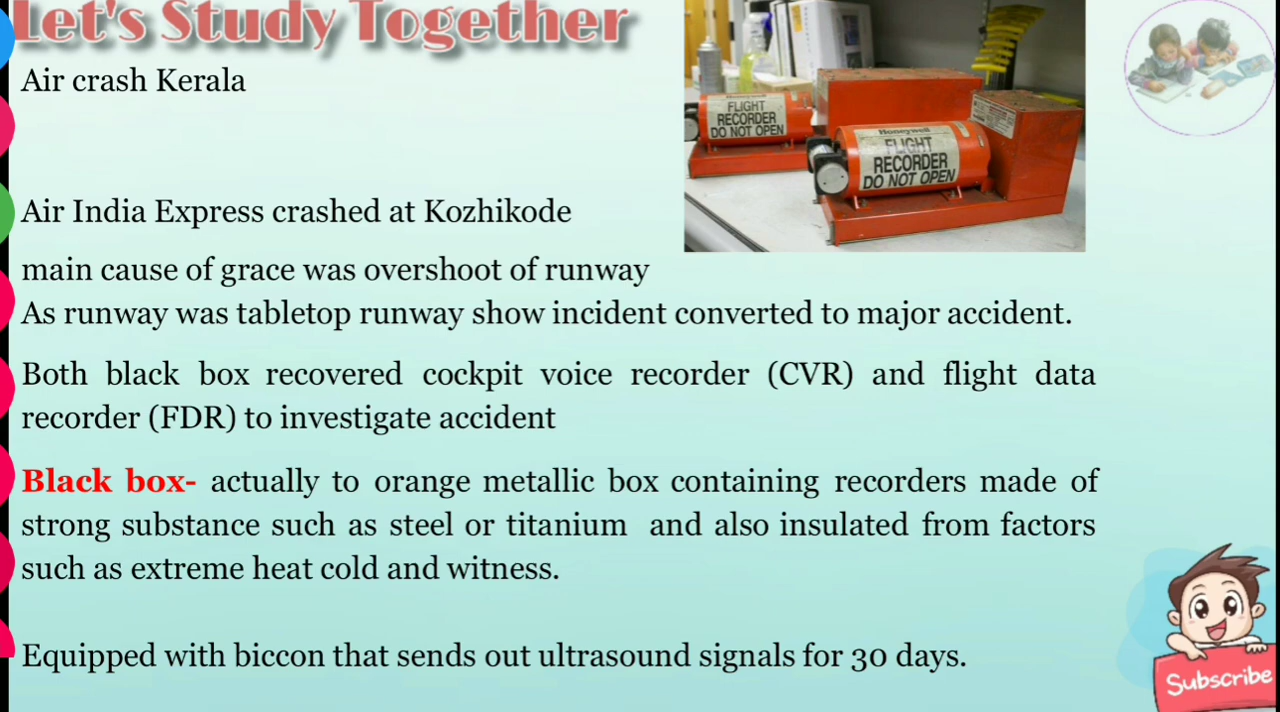 Let's Study Together
Air crash Kerala
FLIGHT
RECORDER
DO NOT OPEN
Honeywell
FLIGHT
RECORDER
DO NOT OPEN
Air India Express crashed at Kozhikode
main cause of grace was overshoot of runway
As runway was tabletop runway show incident converted to major accident.
Both black box recovered cockpit voice recorder (CVR) and flight data
recorder (FDR) to investigate accident
Black box- actually to orange metallic box containing recorders made of
strong substance such as steel or titanium and also insulated from factors
such as extreme heat cold and witness.
Equipped with biccon that sends out ultrasound signals for 30 days.
Subscribe